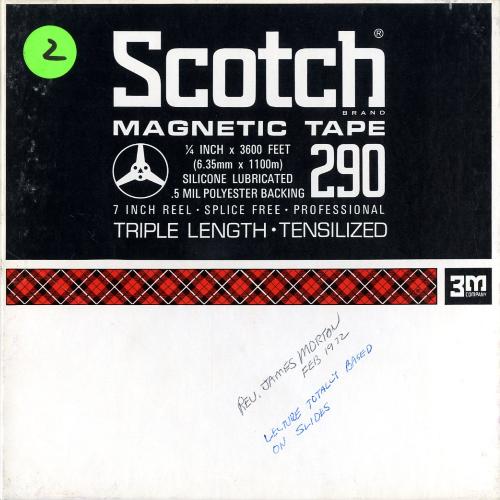 2
Scotch®
BRAND
MAGNETIC TAPE
¼ INCH x 3600 FEET
(6.35mm x 1100m)
SILICONE LUBRICATED
.5 MIL POLYESTER BACKING
290
7 INCH REEL · SPLICE FREE · PROFESSIONAL
TRIPLE LENGTH · TENSILIZED
3M
COMPANY
REV. JAMES MORTON
FEB 1972
LECTURE TOTALLY BASED
ON SLIDES